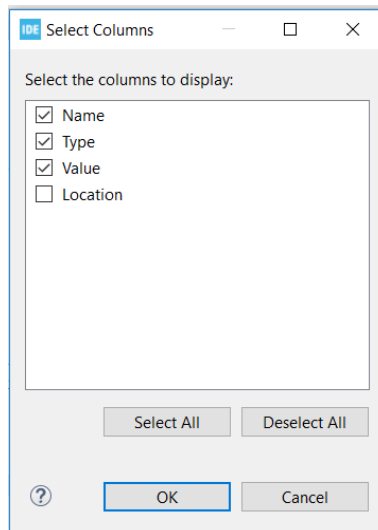 IDE Select Columns
Select the columns to display:
Name
Type
Value
Location
Select All Deselect All
? OK Cancel